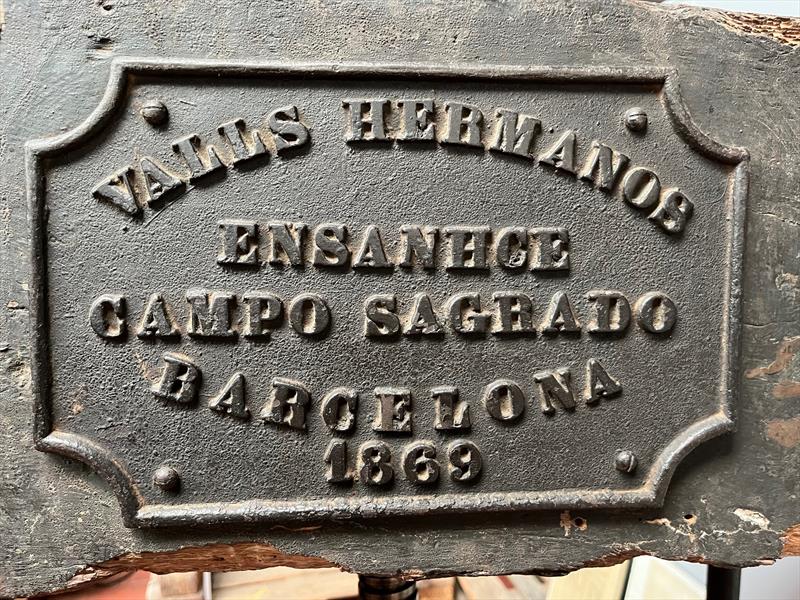 VALLS HERMANOS
ENSANHCE
CAMPO SAGRADO
BARCELONA
1869